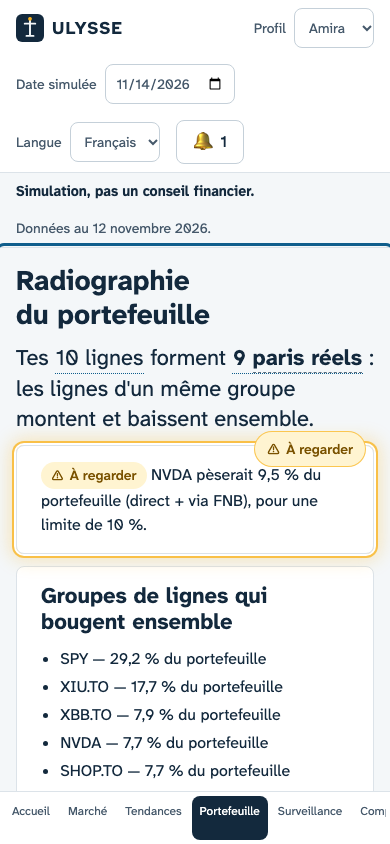 ULYSSE
Profil Amira
Date simulée 11/14/2026
Langue Français 1
Simulation, pas un conseil financier.
Données au 12 novembre 2026.
Radiographie
du portefeuille
Tes 10 lignes forment 9 paris réels :
les lignes d'un même groupe
montent et baissent ensemble.
À regarder
À regarder NVDA pèserait 9,5 % du
portefeuille (direct + via FNB), pour une
limite de 10 %.
Groupes de lignes qui
bougent ensemble
• SPY — 29,2 % du portefeuille
• XIU.TO — 17,7 % du portefeuille
• XBB.TO — 7,9 % du portefeuille
• NVDA — 7,7 % du portefeuille
• SHOP.TO — 7,7 % du portefeuille
Accueil Marché Tendances Portefeuille Surveillance